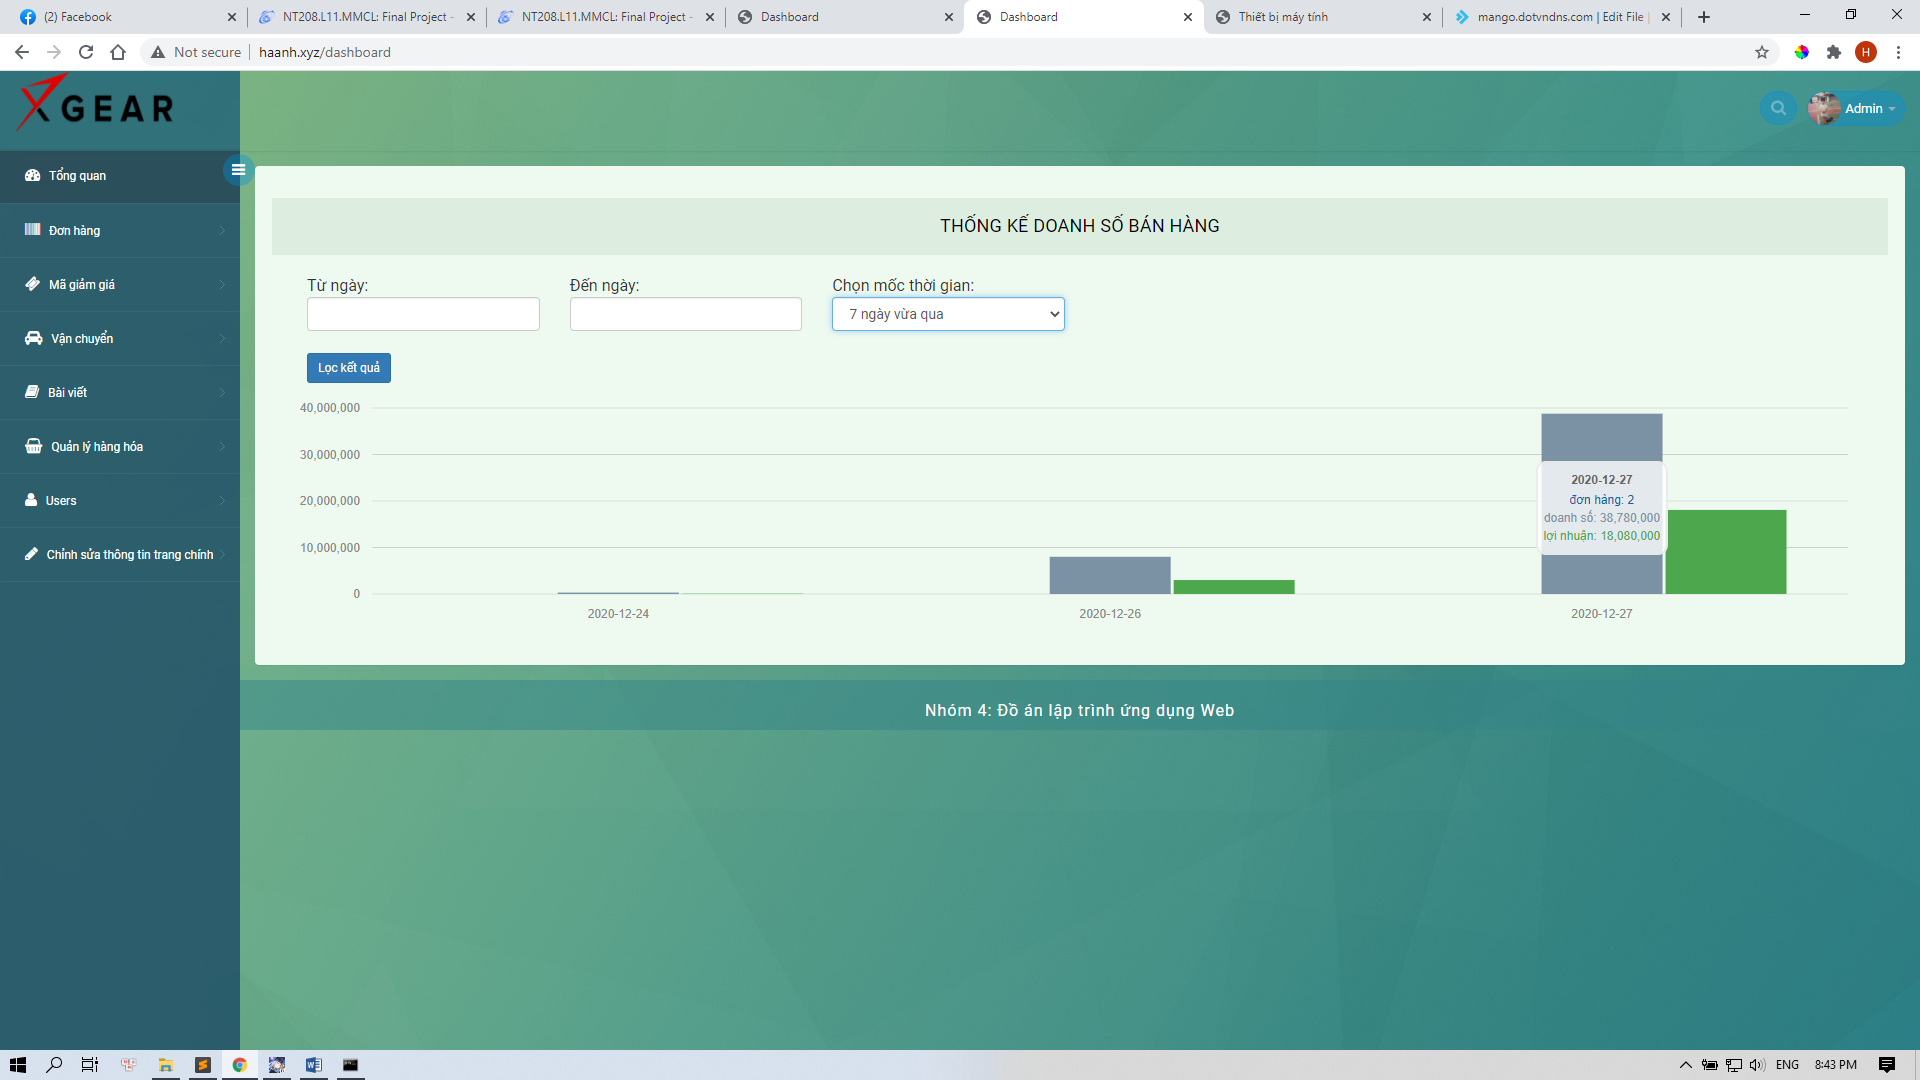 (2) Facebook
NT208.L11.MMCL: Final Project -
NT208.L11.MMCL: Final Project -
Dashboard
Dashboard
Thiết bị máy tính
mango.dotvndns.com | Edit File |
Not secure
haanh.xyz/dashboard
H
XGEAR
Admin
Tổng quan
Đơn hàng
Mã giảm giá
Vận chuyển
Bài viết
Quản lý hàng hóa
Users
Chỉnh sửa thông tin trang chính
THỐNG KẾ DOANH SỐ BÁN HÀNG
Từ ngày:
Đến ngày:
Chọn mốc thời gian:
7 ngày vừa qua
Lọc kết quả
40,000,000
30,000,000
20,000,000
10,000,000
0
2020-12-24
2020-12-26
2020-12-27
2020-12-27
đơn hàng: 2
doanh số: 38,780,000
lợi nhuận: 18,080,000
Nhóm 4: Đồ án lập trình ứng dụng Web
ENG
8:43 PM